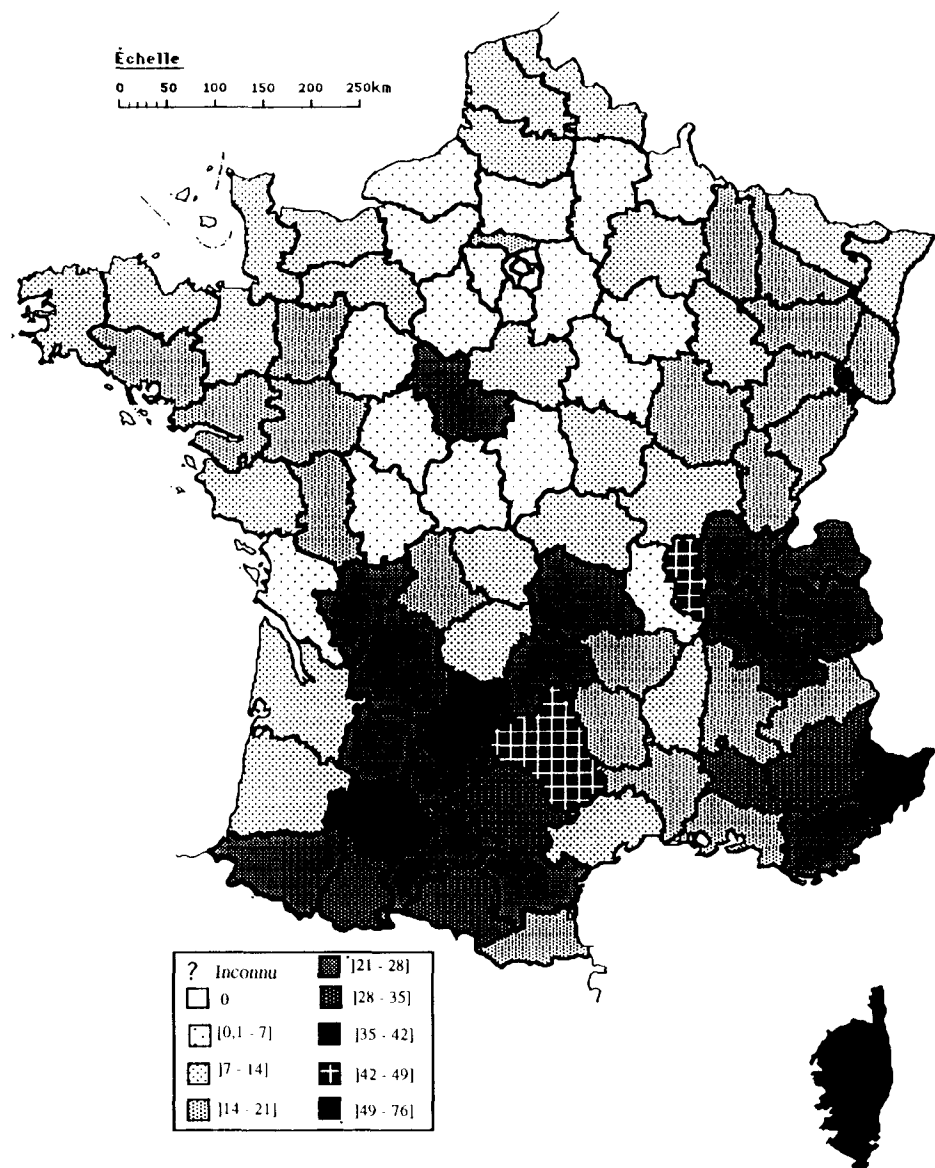 Échelle
0 50 100 150 200 250km
? Inconnu
0
[0,1 - 7]
]7 - 14]
]14 - 21]
]21 - 28]
]28 - 35]
]35 - 42]
]42 - 49]
]49 - 76]